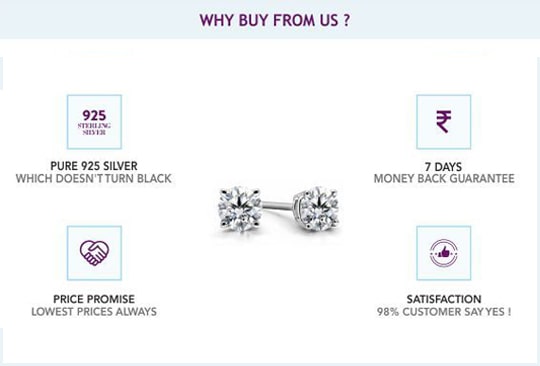 WHY BUY FROM US ?
925
STERLING
SILVER
PURE 925 SILVER
WHICH DOESN'T TURN BLACK
₹
7 DAYS
MONEY BACK GUARANTEE
PRICE PROMISE
LOWEST PRICES ALWAYS
SATISFACTION
98% CUSTOMER SAY YES !